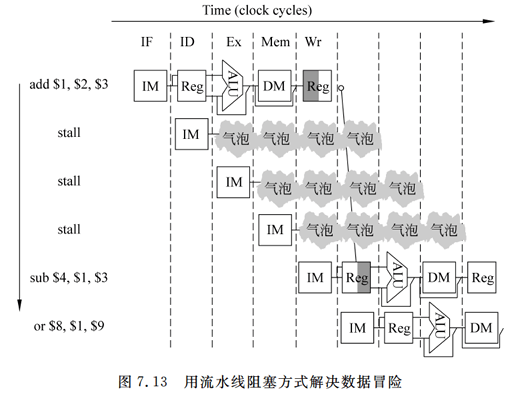 Time (clock cycles)
IF ID Ex Mem Wr
add $1, $2, $3 IM Reg ALU DM Reg
stall IM 气泡 气泡 气泡 气泡
stall IM 气泡 气泡 气泡 气泡
stall IM 气泡 气泡 气泡 气泡
sub $4, $1, $3 IM Reg ALU DM Reg
or $8, $1, $9 IM Reg ALU DM
图 7.13 用流水线阻塞方式解决数据冒险